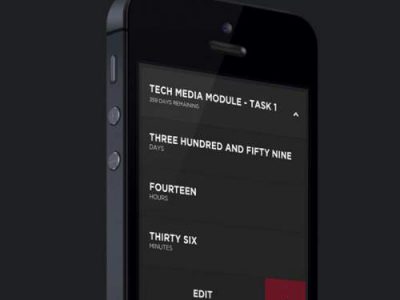 TECH MEDIA MODULE - TASK 1
359 DAYS REMAINING
THREE HUNDRED AND FIFTY NINE
DAYS
FOURTEEN
HOURS
THIRTY SIX
MINUTES
EDIT